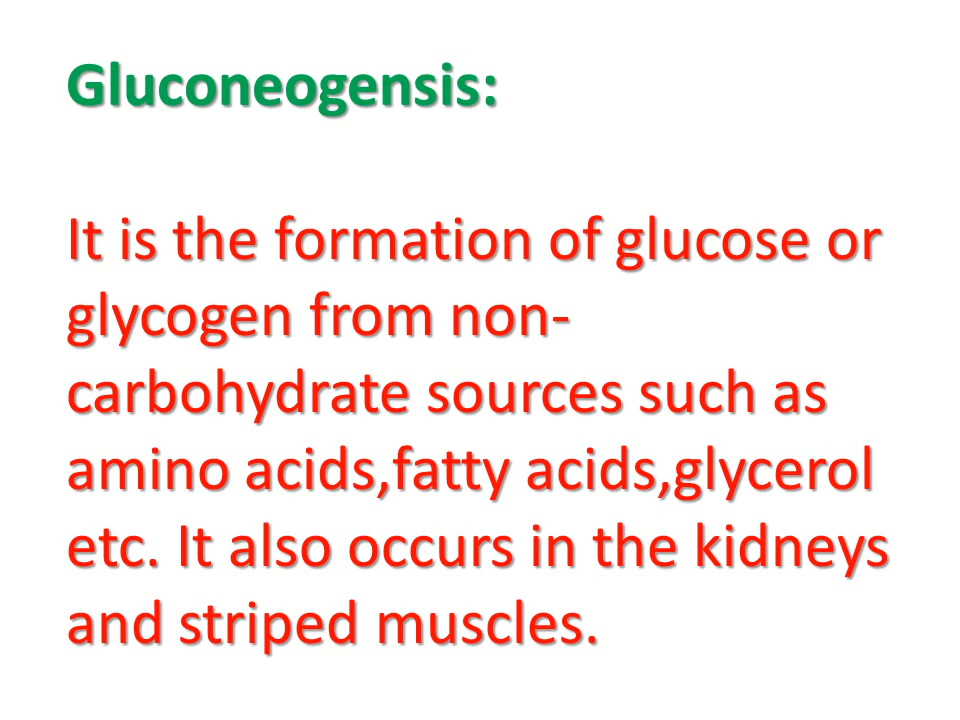 Gluconeogensis:
It is the formation of glucose or
glycogen from non-
carbohydrate sources such as
amino acids,fatty acids,glycerol
etc. It also occurs in the kidneys
and striped muscles.